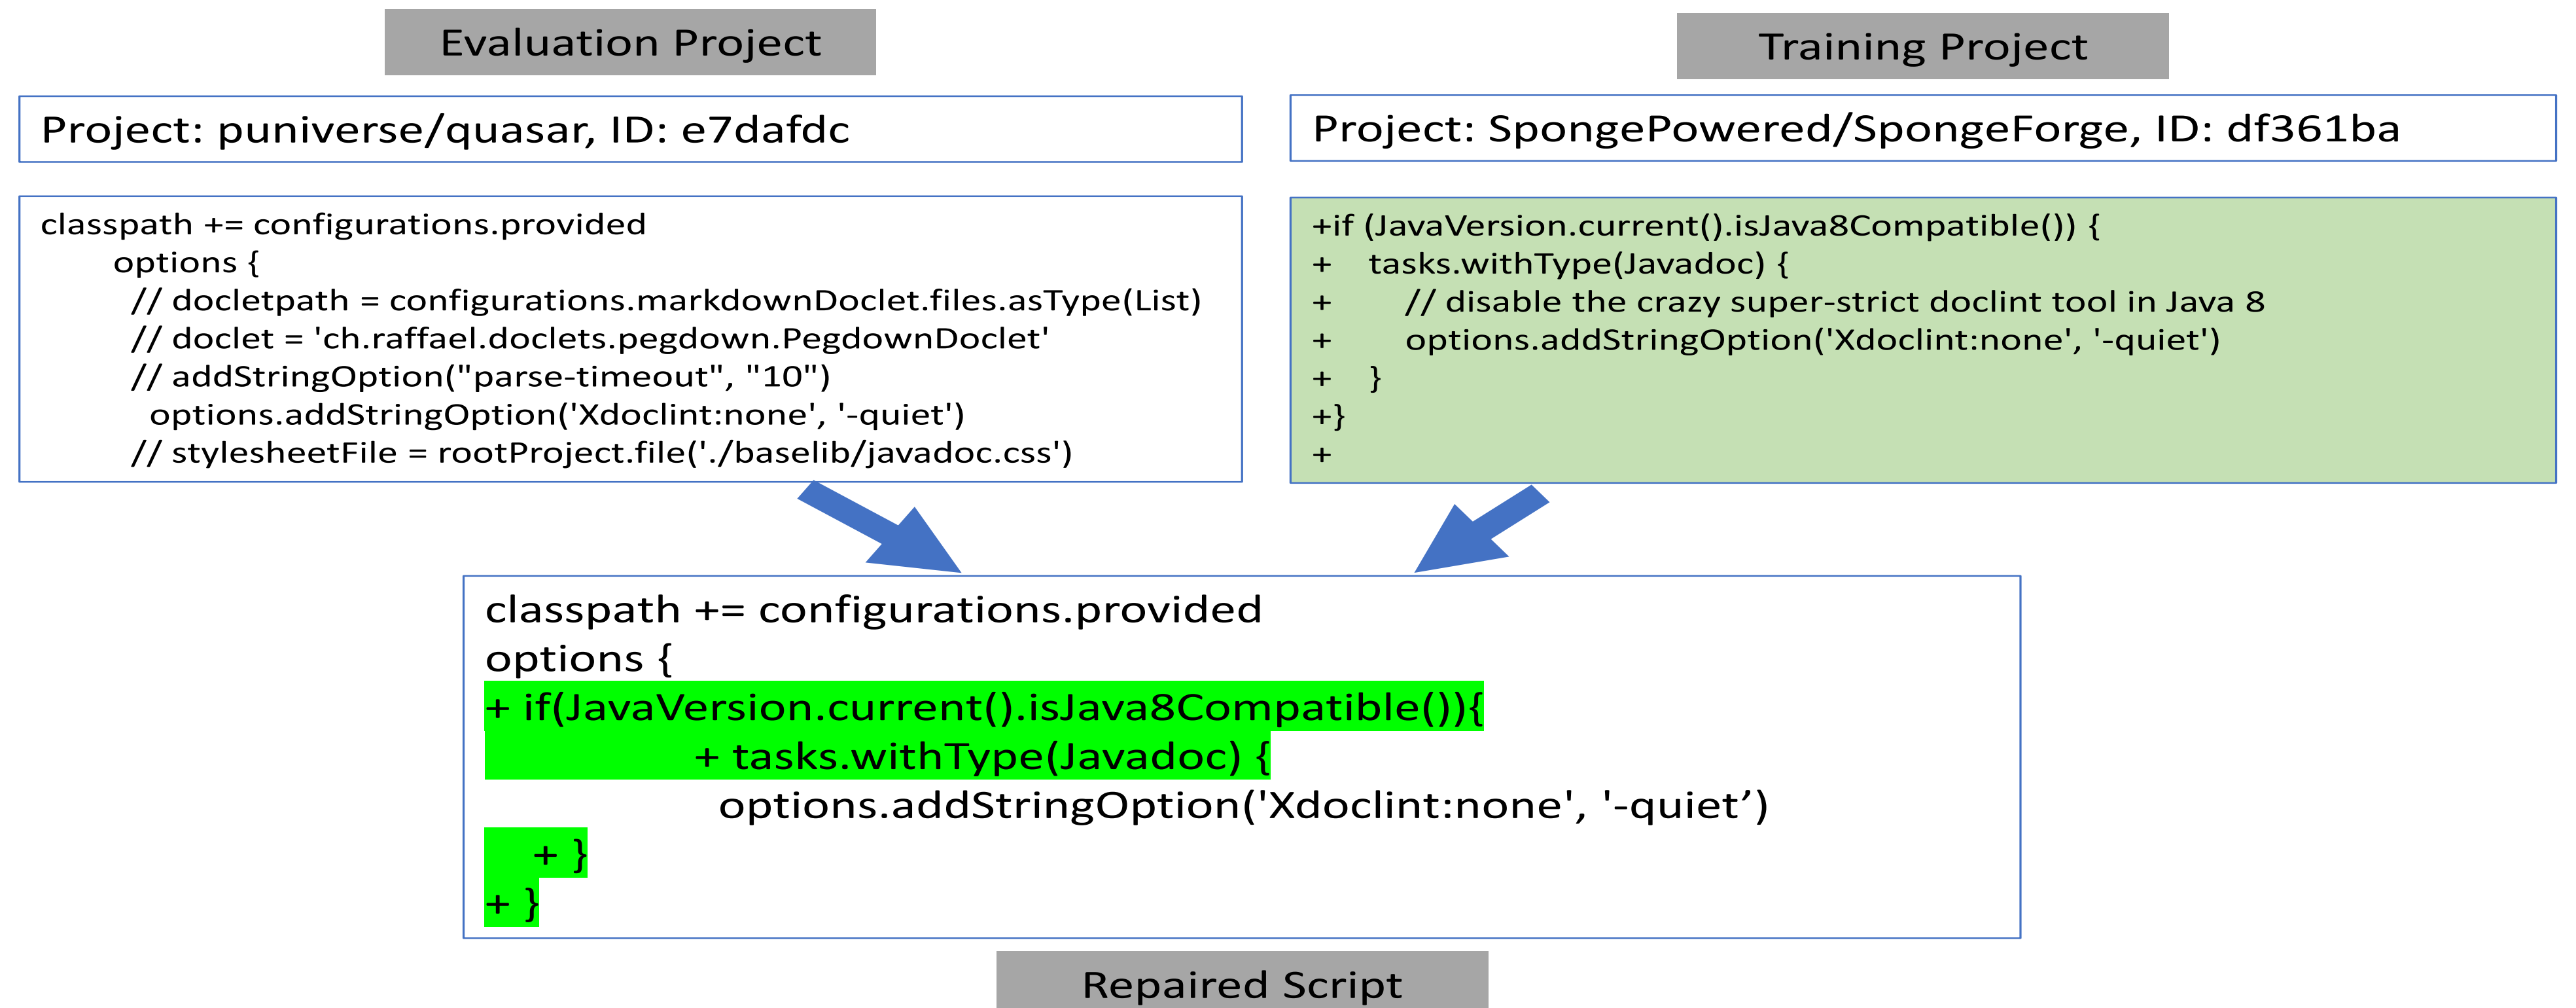 Evaluation Project
Project: puniverse/quasar, ID: e7dafdc
classpath += configurations.provided
options {
// docletpath = configurations.markdownDoclet.files.asType(List)
// doclet = 'ch.raffael.doclets.pegdown.PegdownDoclet'
// addStringOption("parse-timeout", "10")
options.addStringOption('Xdoclint:none', '-quiet')
// stylesheetFile = rootProject.file('./baselib/javadoc.css')
Training Project
Project: SpongePowered/SpongeForge, ID: df361ba
+if (JavaVersion.current().isJava8Compatible()) {
+ tasks.withType(Javadoc) {
+ // disable the crazy super-strict doclint tool in Java 8
+ options.addStringOption('Xdoclint:none', '-quiet')
+ }
+}
+
classpath += configurations.provided
options {
+ if(JavaVersion.current().isJava8Compatible()){
+ tasks.withType(Javadoc) {
options.addStringOption('Xdoclint:none', '-quiet’)
+ }
+ }
Repaired Script